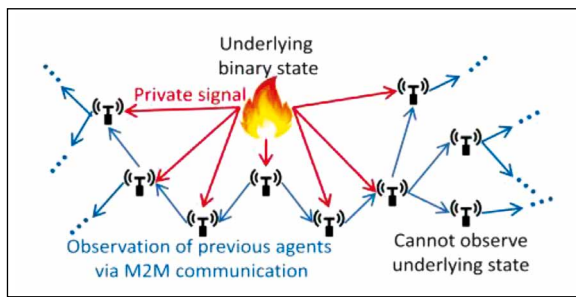 Underlying
binary state
Private signal
Observation of previous agents
via M2M communication
Cannot observe
underlying state